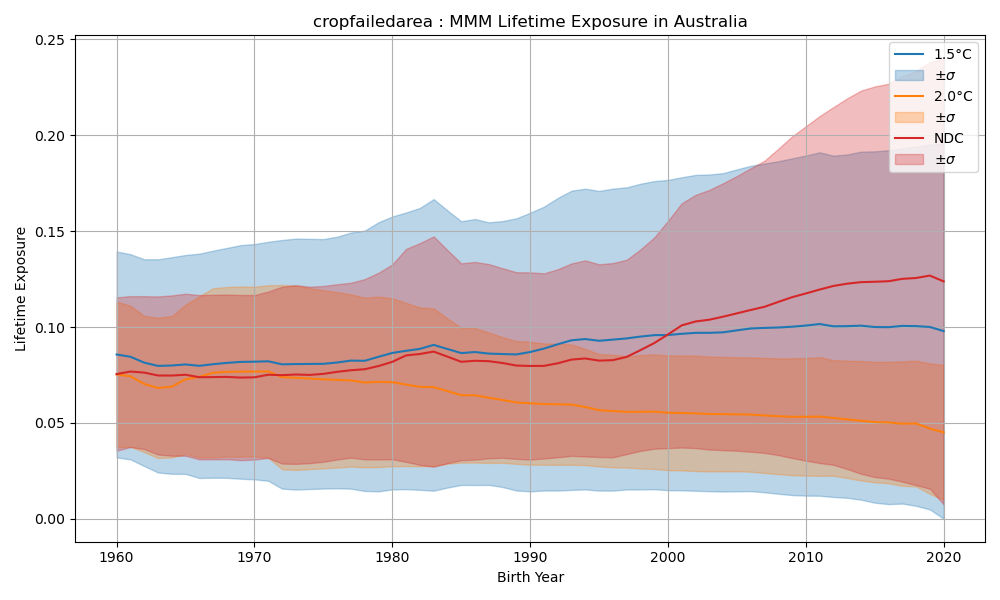 cropfailedarea : MMM Lifetime Exposure in Australia
Lifetime Exposure
0.25
0.20
0.15
0.10
0.05
0.00
1.5°C
±σ
2.0°C
±σ
NDC
±σ
1960 1970 1980 1990 2000 2010 2020
Birth Year